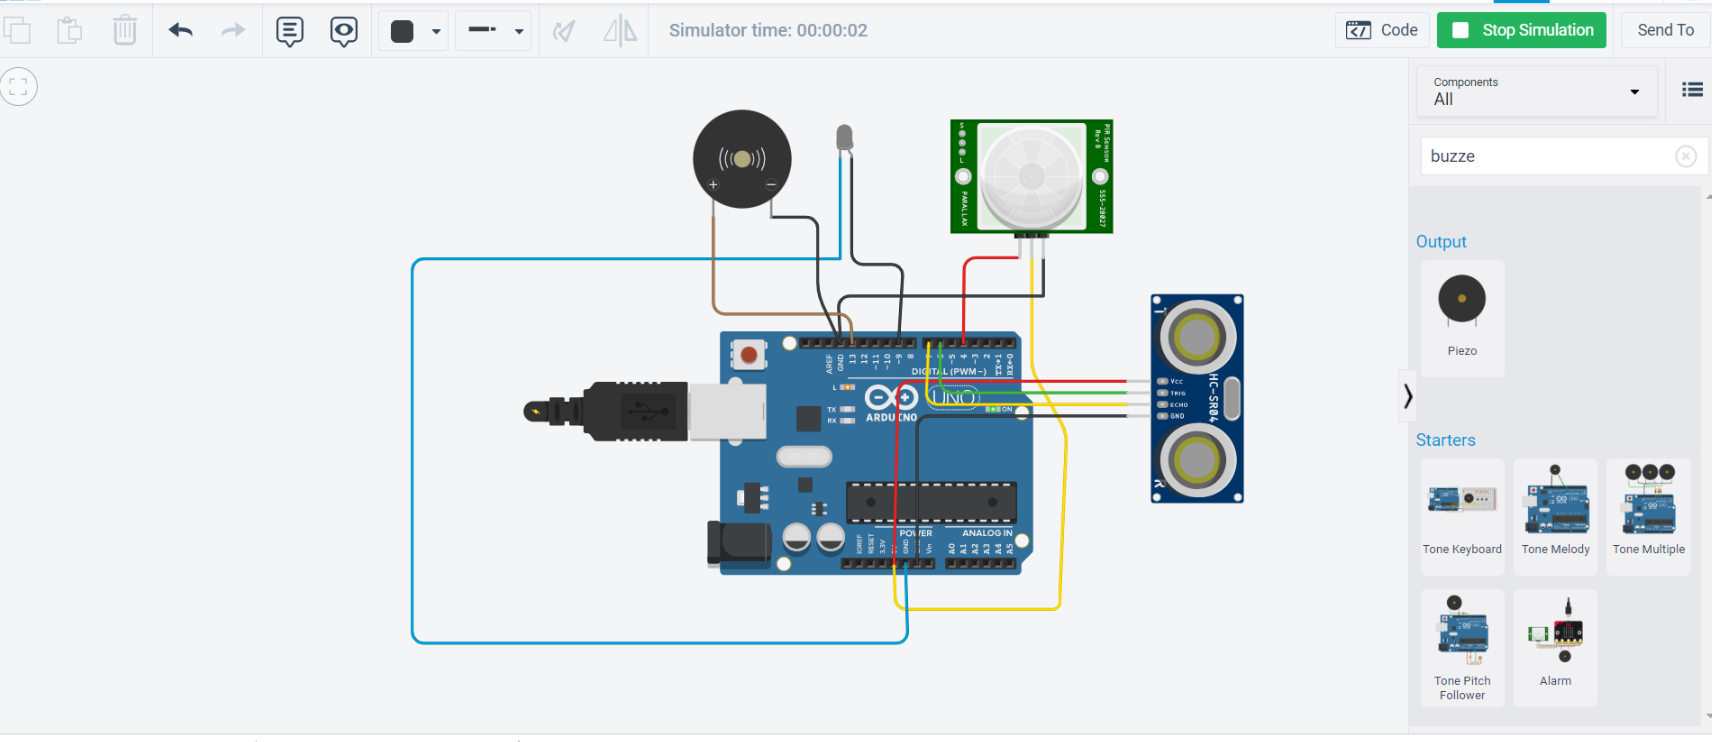 Simulator time: 00:00:02
Code
Stop Simulation
Send To
Components
All
buzze
Output
Piezo
Starters
Tone Keyboard
Tone Melody
Tone Multiple
Tone Pitch
Follower
Alarm
S
L
PIR SENSOR
Rev B
PARALLAX
555-28027
AREF
GND
13
12
~11
~10
~9
8
~5
4
~3
2
TX→1
RX←0
DIGITAL (PWM~)
L
TX
RX
ARDUINO
UNO
ON
Vcc
TRIG
ECHO
GND
HC-SR04
T
R
POWER
ANALOG IN
IOREF
RESET
3.3V
GND
Vin
A0
A1
A2
A3
A4
A5